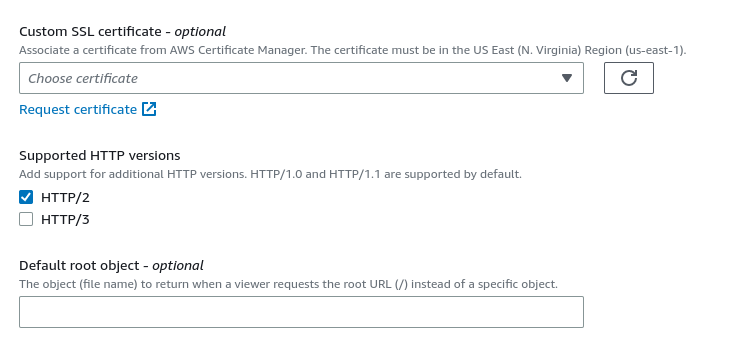 Custom SSL certificate - optional
Associate a certificate from AWS Certificate Manager. The certificate must be in the US East (N. Virginia) Region (us-east-1).
Choose certificate
Request certificate
Supported HTTP versions
Add support for additional HTTP versions. HTTP/1.0 and HTTP/1.1 are supported by default.
HTTP/2
HTTP/3
Default root object - optional
The object (file name) to return when a viewer requests the root URL (/) instead of a specific object.